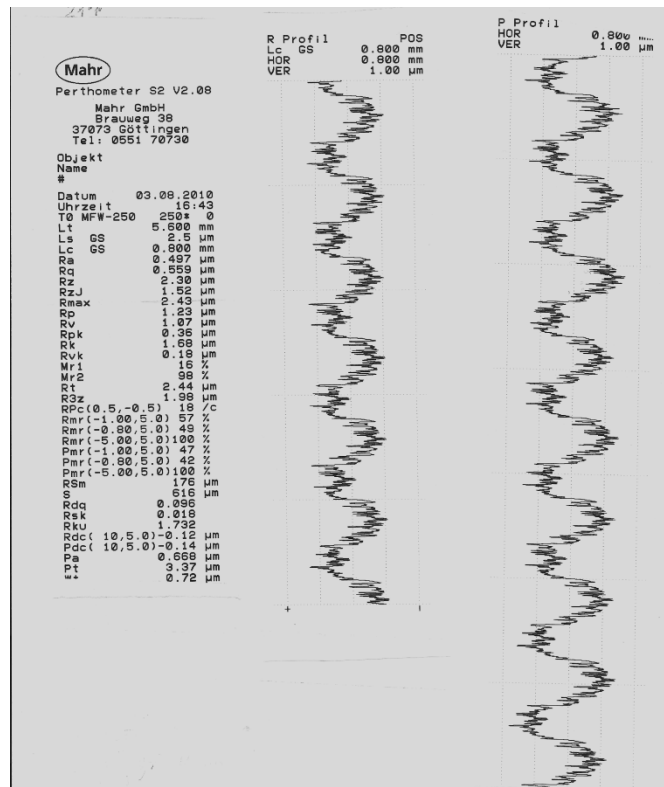 Mahr
Perthometer S2 V2.08
Mahr GmbH
Brauweg 38
37073 Göttingen
Tel: 0551 70730
Objekt
Name
#
Datum 03.08.2010
Uhrzeit 16:43
T0 MFW-250 250* 0
Lt 5.600 mm
Ls GS 2.5 µm
Lc GS 0.800 mm
Ra 0.497 µm
Rq 0.559 µm
Rz 2.30 µm
RzJ 1.52 µm
Rmax 2.43 µm
Rp 1.23 µm
Rv 1.07 µm
Rpk 0.36 µm
Rk 1.68 µm
Rvk 0.18 µm
Mr1 16 %
Mr2 98 %
Rt 2.44 µm
R3z 1.98 µm
RPc(0.5,-0.5) 18 /c
Rmr(-1.00,5.0) 57 %
Rmr(-0.80,5.0) 49 %
Rmr(-5.00,5.0)100 %
Pmr(-1.00,5.0) 47 %
Pmr(-0.80,5.0) 42 %
Pmr(-5.00,5.0)100 %
RSm 176 µm
S 616 µm
Rdq 0.096
Rsk 0.018
Rku 1.732
Rdc( 10,5.0)-0.12 µm
Pdc( 10,5.0)-0.14 µm
Pa 0.668 µm
Pt 3.37 µm
0.72 µm
R Profil POS
Lc GS 0.800 mm
HOR 0.800 mm
VER 1.00 µm
P Profil
HOR 0.800
VER 1.00 µm